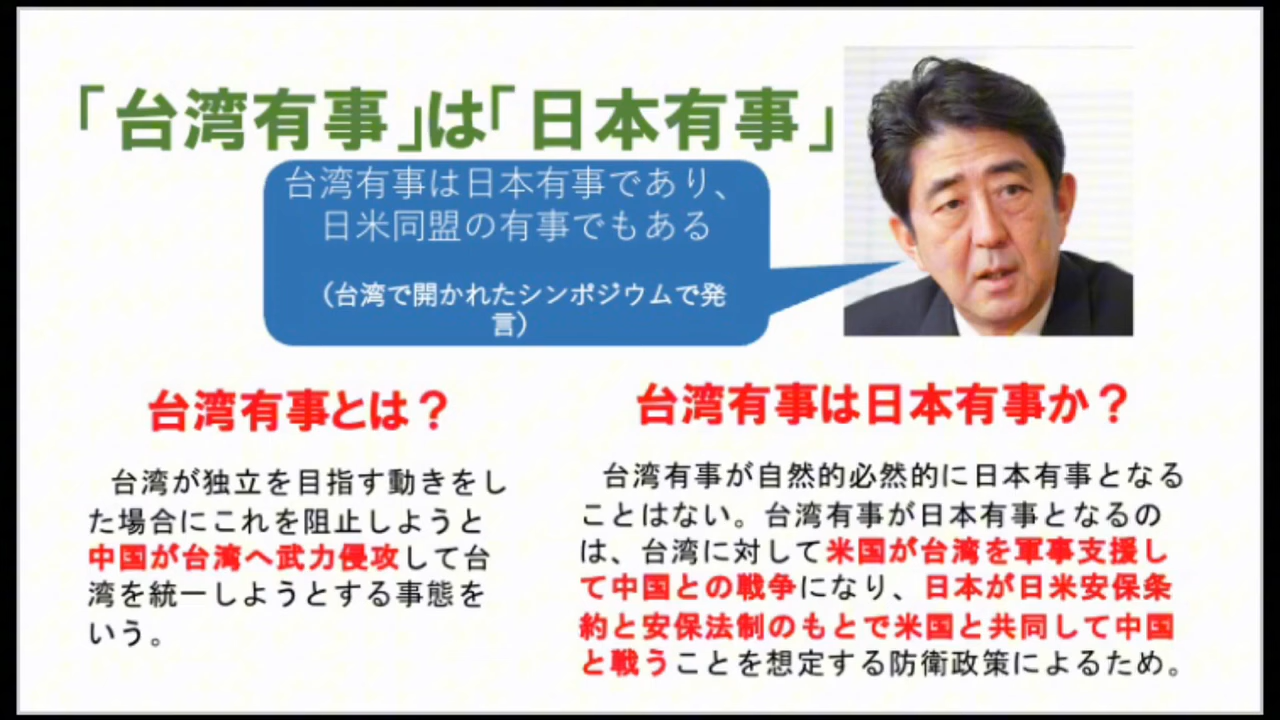 「台湾有事」は「日本有事」
台湾有事は日本有事であり、
日米同盟の有事でもある
（台湾で開かれたシンポジウムで発
言）
台湾有事とは？
台湾が独立を目指す動きをし
た場合にこれを阻止しようと
中国が台湾へ武力侵攻して台
湾を統一しようとする事態を
いう。
台湾有事は日本有事か？
台湾有事が自然的必然的に日本有事となる
ことはない。台湾有事が日本有事となるの
は、台湾に対して米国が台湾を軍事支援し
て中国との戦争になり、日本が日米安保条
約と安保法制のもとで米国と共同して中国
と戦うことを想定する防衛政策によるため。